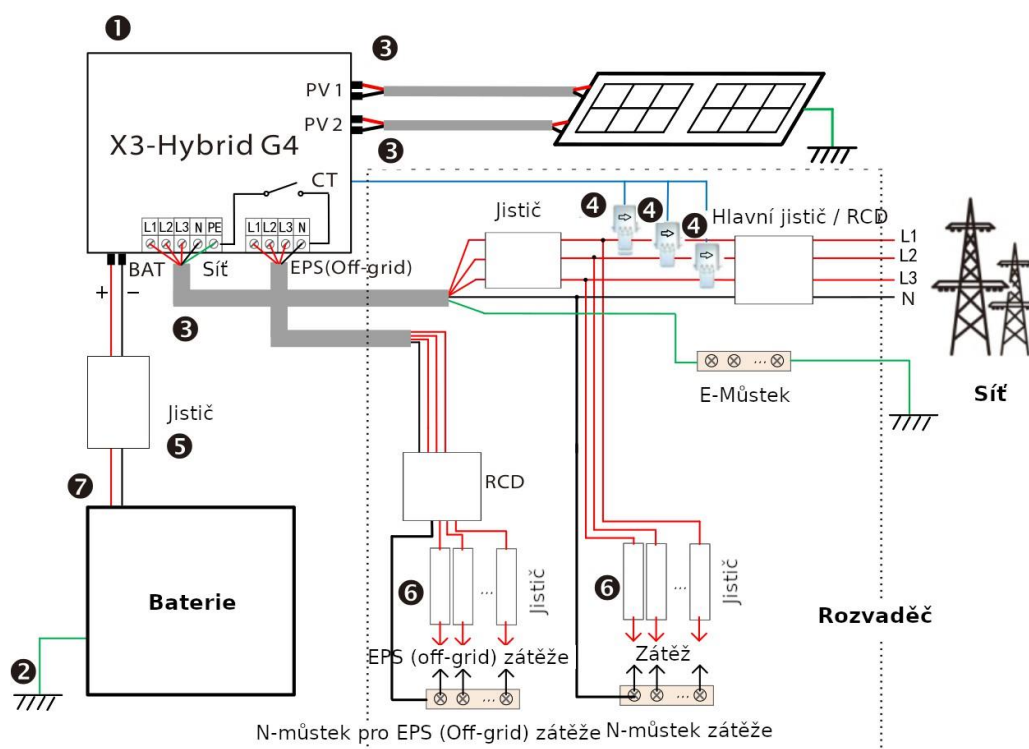 ❶
❸
PV 1
PV 2
X3-Hybrid G4
❸
CT
L1 L2 L3 N PE
L1 L2 L3 N
BAT
Síť
EPS(Off-grid)
+
−
❸
Jistič
❹
❹
❹
Hlavní jistič / RCD
L1
L2
L3
N
... 
E-Můstek
Síť
Jistič
❺
❼
RCD
Baterie
❻
...
Jistič
❻
...
Jistič
Rozvaděč
❷
EPS (off-grid) zátěže
Zátěž
...
...
N-můstek pro EPS (Off-grid) zátěže
N-můstek zátěže